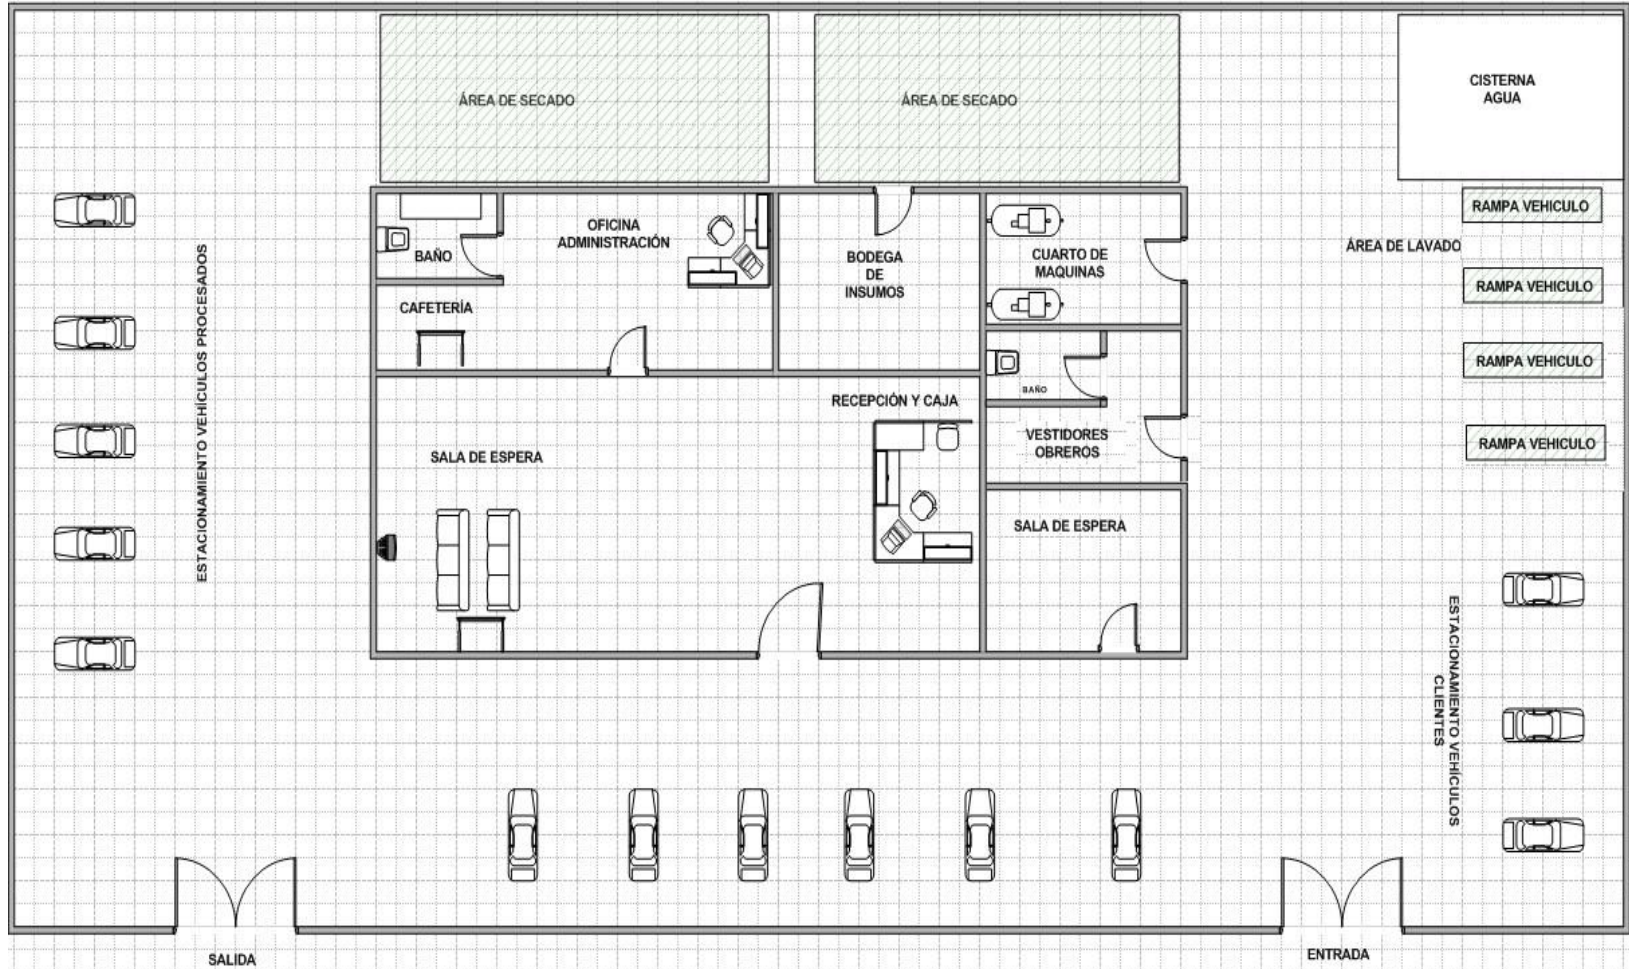 ÁREA DE SECADO
ÁREA DE SECADO
CISTERNA
AGUA
RAMPA VEHICULO
OFICINA
ADMINISTRACIÓN
BAÑO
BODEGA
DE
INSUMOS
CUARTO DE
MAQUINAS
ÁREA DE LAVADO
RAMPA VEHICULO
CAFETERÍA
RAMPA VEHICULO
BAÑO
RECEPCIÓN Y CAJA
VESTIDORES
OBREROS
RAMPA VEHICULO
SALA DE ESPERA
SALA DE ESPERA
ESTACIONAMIENTO VEHÍCULOS PROCESADOS
ESTACIONAMIENTO VEHÍCULOS
CLIENTES
SALIDA
ENTRADA